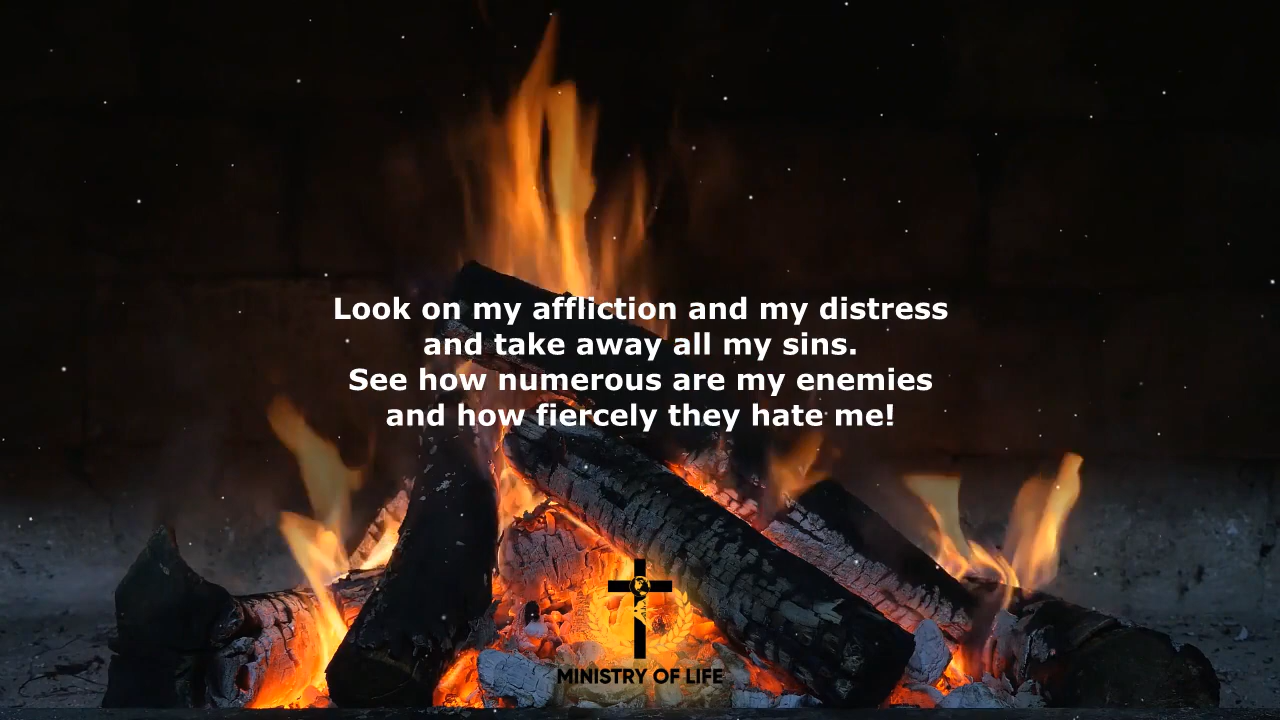 Look on my affliction and my distress
and take away all my sins.
See how numerous are my enemies
and how fiercely they hate me!
MINISTRY OF LIFE